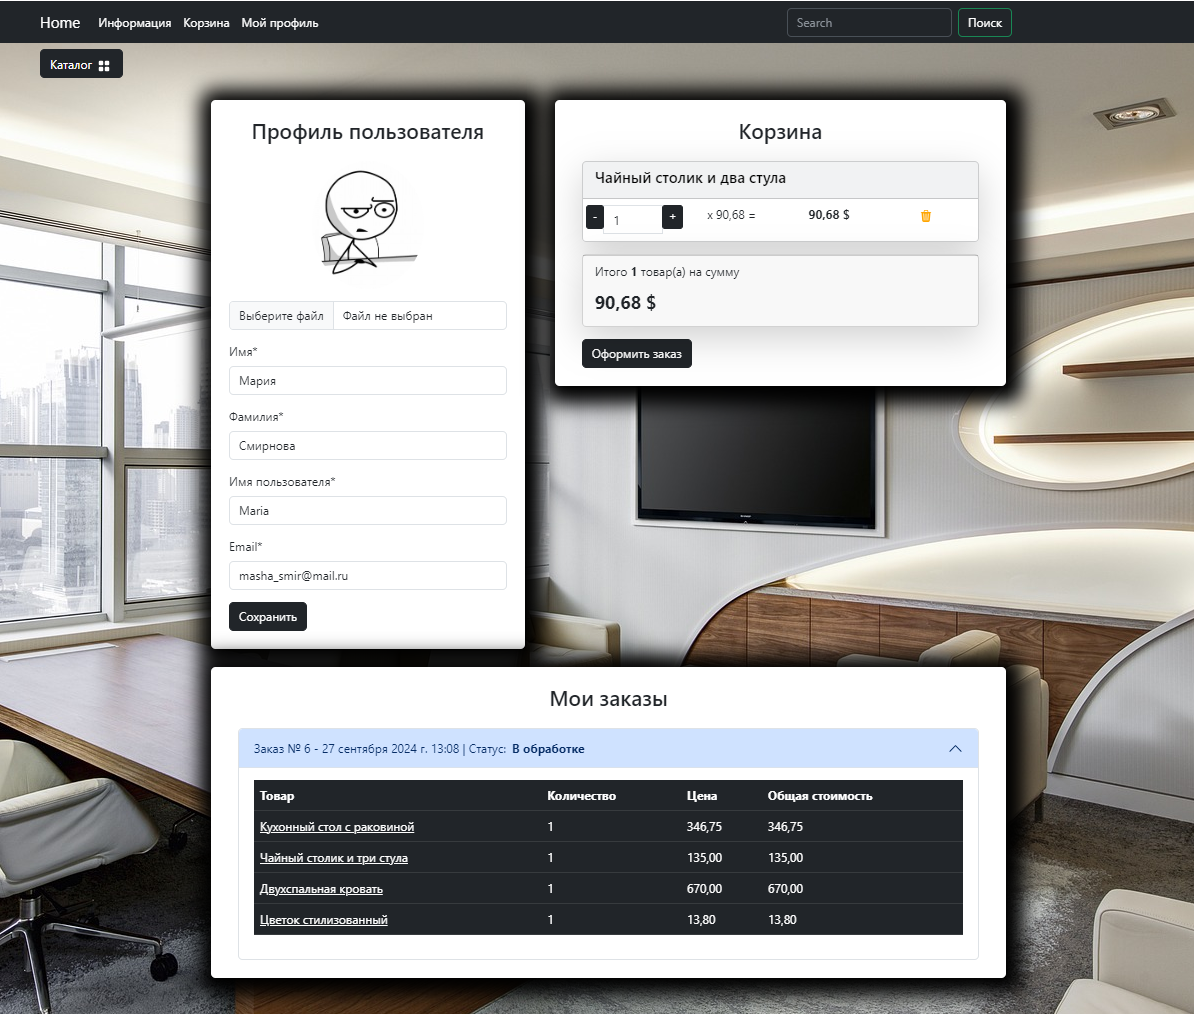 Home Информация Корзина Мой профиль Search Поиск
Каталог
Профиль пользователя
Выберите файл Файл не выбран
Имя*
Мария
Фамилия*
Смирнова
Имя пользователя*
Maria
Email*
masha_smir@mail.ru
Сохранить
Корзина
Чайный столик и два стула
- 1 + x 90,68 = 90,68 $
Итого 1 товар(а) на сумму
90,68 $
Оформить заказ
Мои заказы
Заказ № 6 - 27 сентября 2024 г. 13:08 | Статус: В обработке
Товар Количество Цена Общая стоимость
Кухонный стол с раковиной 1 346,75 346,75
Чайный столик и три стула 1 135,00 135,00
Двухспальная кровать 1 670,00 670,00
Цветок стилизованный 1 13,80 13,80